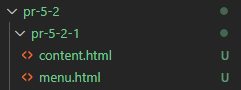 pr-5-2
pr-5-2-1
<> content.html U
<> menu.html U